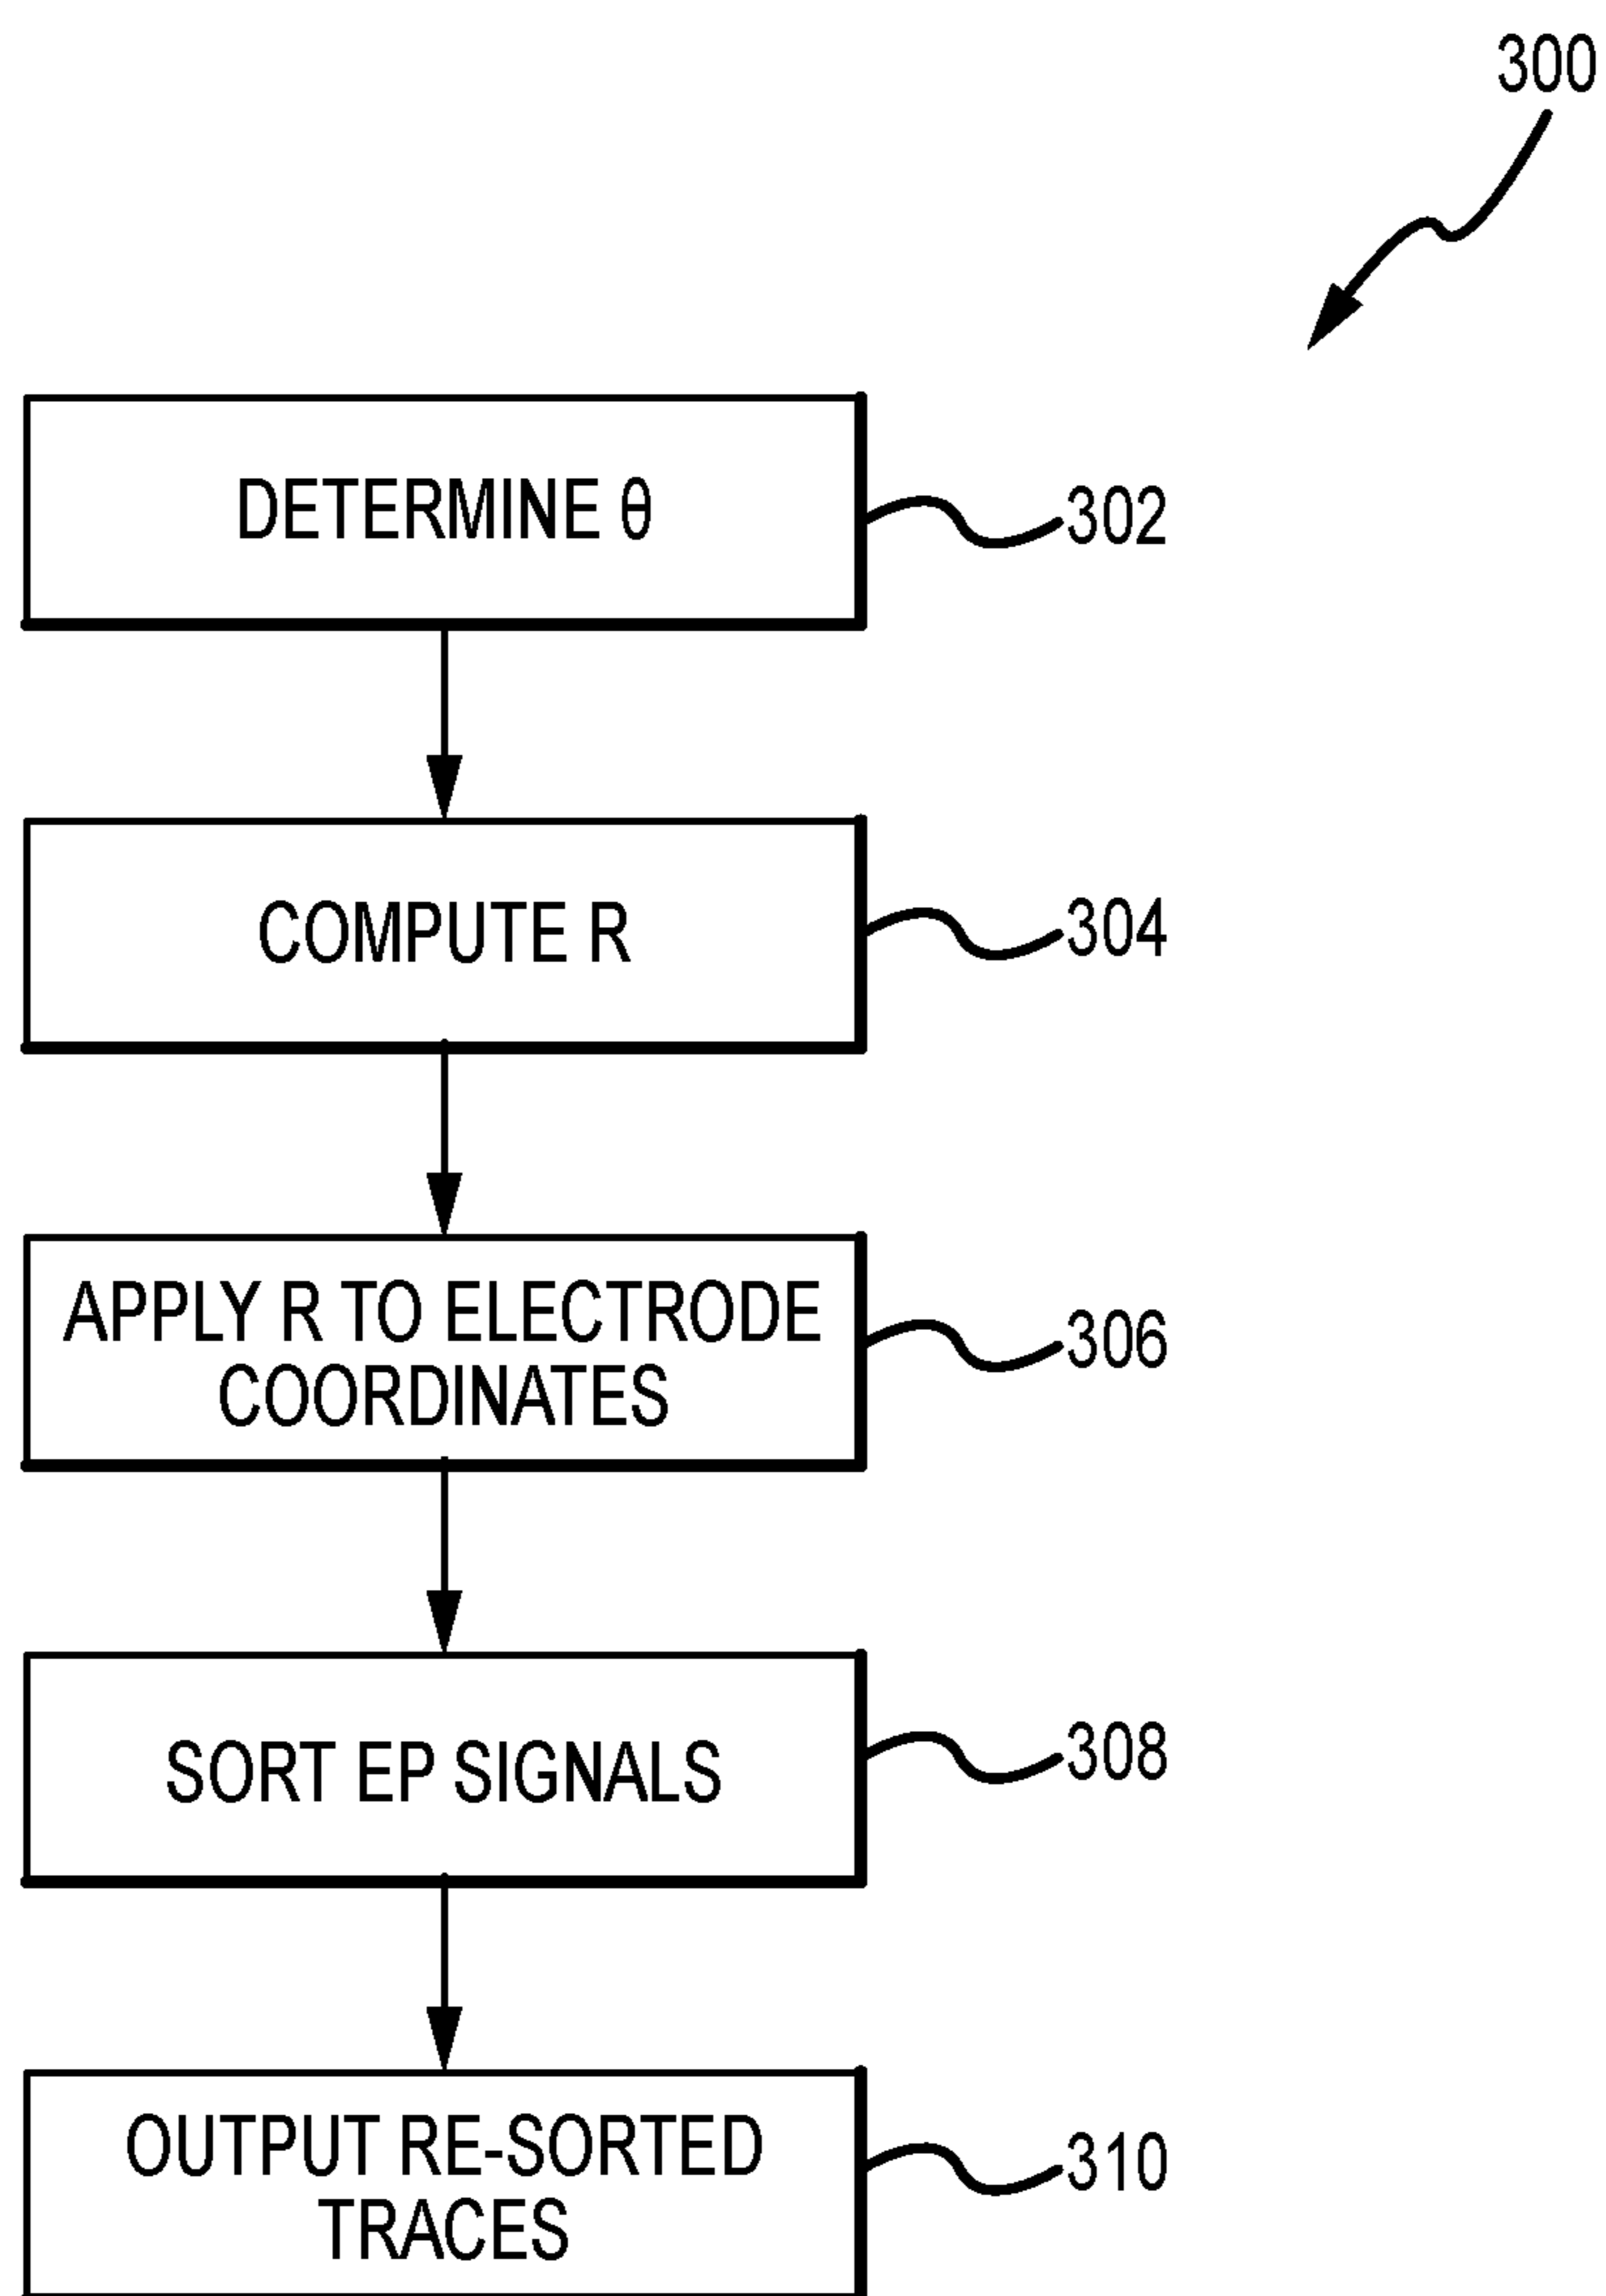 300
DETERMINE θ
302
COMPUTE R
304
APPLY R TO ELECTRODE
COORDINATES
306
SORT EP SIGNALS
308
OUTPUT RE-SORTED
TRACES
310